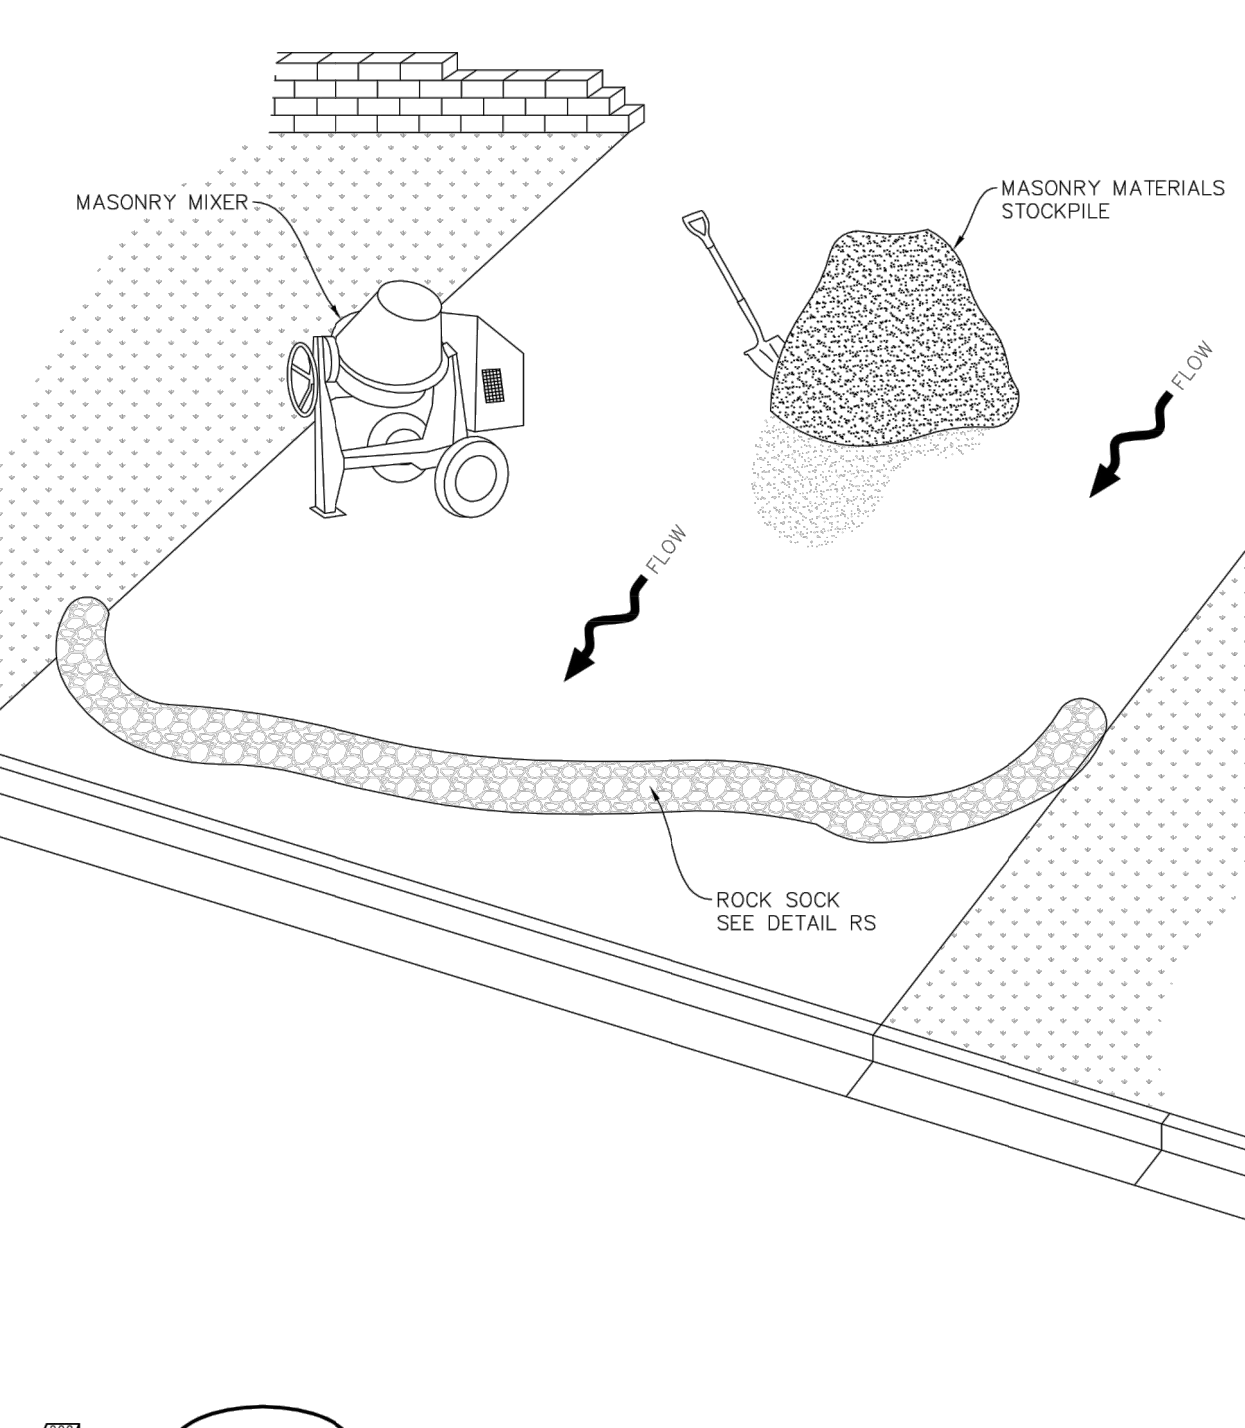 MASONRY MIXER
MASONRY MATERIALS
STOCKPILE
FLOW
FLOW
ROCK SOCK
SEE DETAIL RS